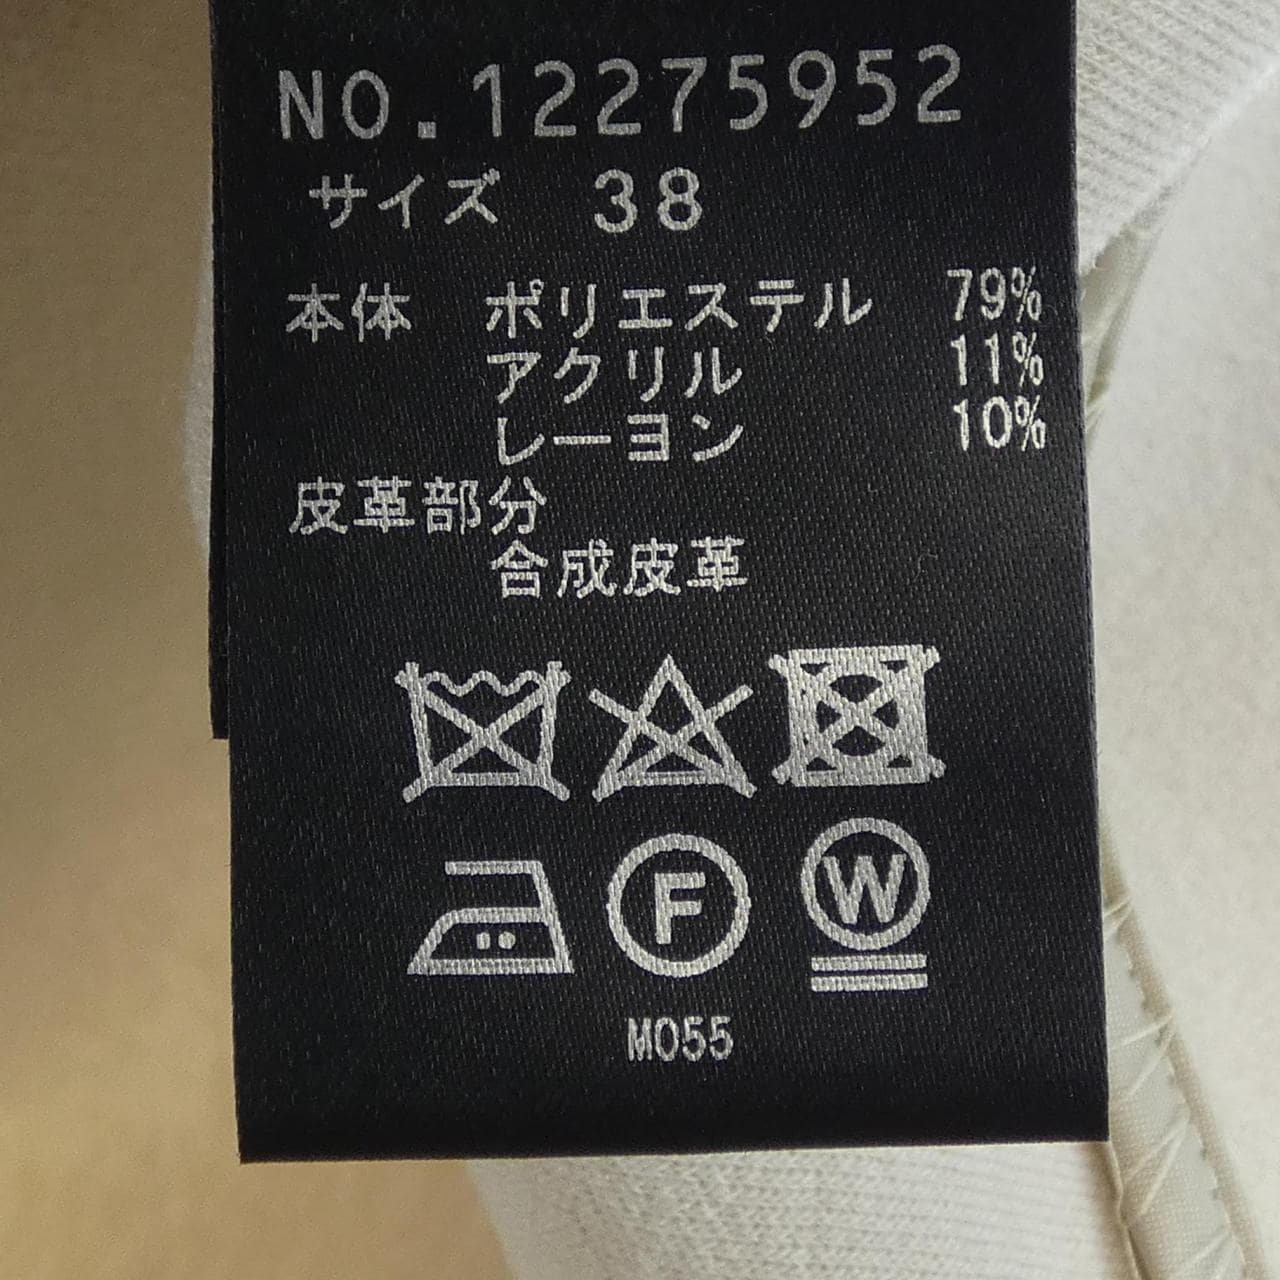 NO.12275952
サイズ 38
本体 ポリエステル 79%
アクリル 11%
レーヨン 10%
皮革部分
合成皮革
F W
M055